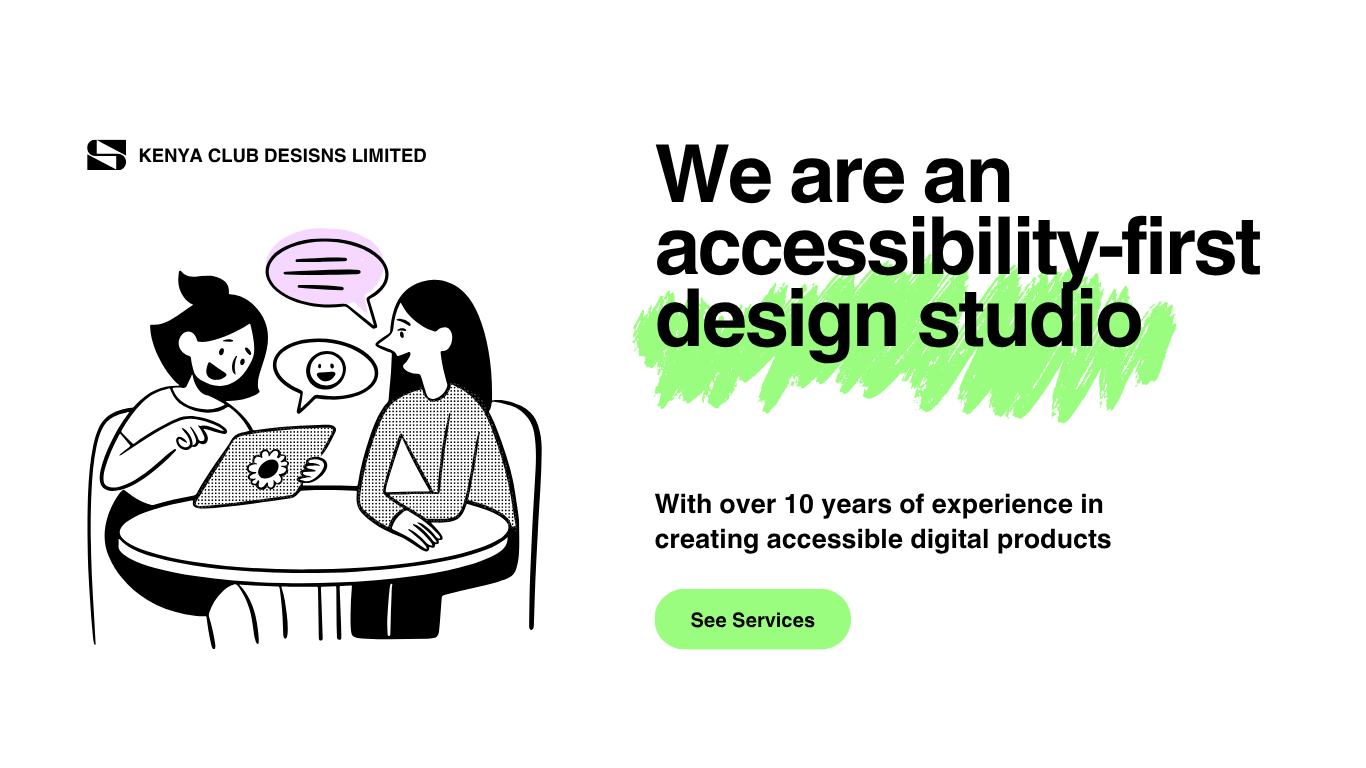 KENYA CLUB DESISNS LIMITED
We are an
accessibility-first
design studio
With over 10 years of experience in
creating accessible digital products
See Services